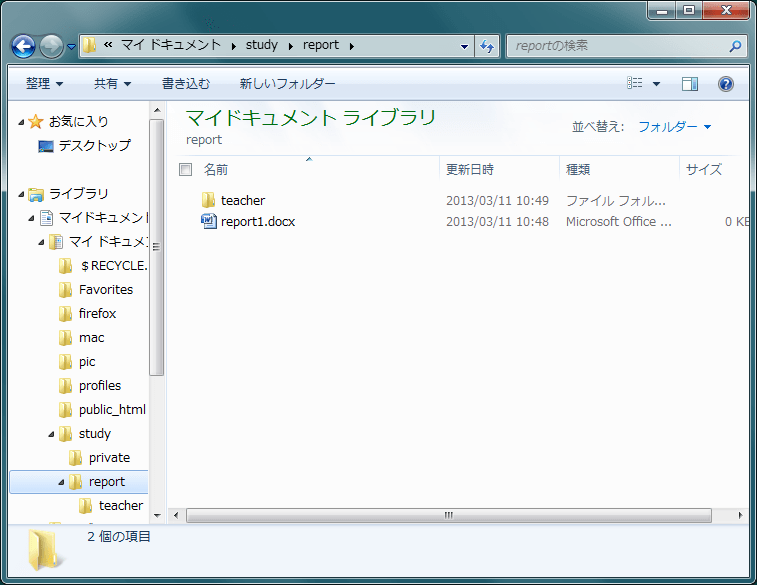 « マイ ドキュメント ▸ study ▸ report ▸
reportの検索
整理 ▼ 共有 ▼ 書き込む 新しいフォルダー
お気に入り
デスクトップ
ライブラリ
マイドキュメント
マイ ドキュメ
$RECYCLE.
Favorites
firefox
mac
pic
profiles
public_html
study
private
report
teacher
マイドキュメント ライブラリ
report
並べ替え: フォルダー ▼
名前 更新日時 種類 サイズ
teacher 2013/03/11 10:49 ファイル フォル...
report1.docx 2013/03/11 10:48 Microsoft Office ... 0 KB
2 個の項目